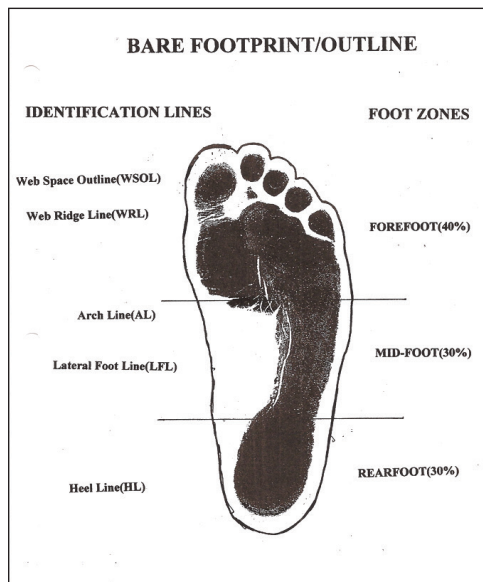 BARE FOOTPRINT/OUTLINE
IDENTIFICATION LINES
FOOT ZONES
Web Space Outline(WSOL)
Web Ridge Line(WRL)
FOREFOOT(40%)
Arch Line(AL)
MID-FOOT(30%)
Lateral Foot Line(LFL)
REARFOOT(30%)
Heel Line(HL)